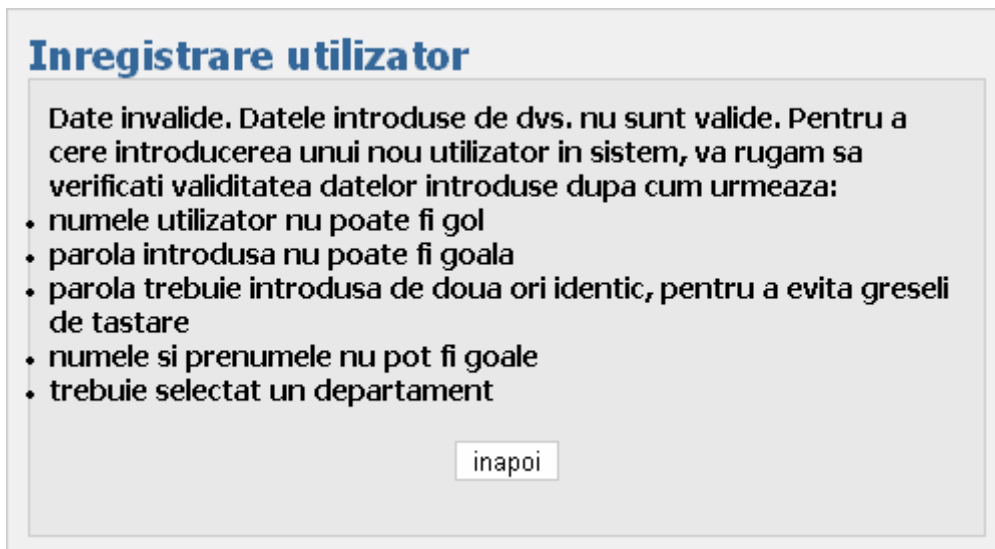 Inregistrare utilizator
Date invalide. Datele introduse de dvs. nu sunt valide. Pentru a
cere introducerea unui nou utilizator in sistem, va rugam sa
verificati validitatea datelor introduse dupa cum urmeaza:
• numele utilizator nu poate fi gol
• parola introdusa nu poate fi goala
• parola trebuie introdusa de doua ori identic, pentru a evita greseli
de tastare
• numele si prenumele nu pot fi goale
• trebuie selectat un departament
inapoi